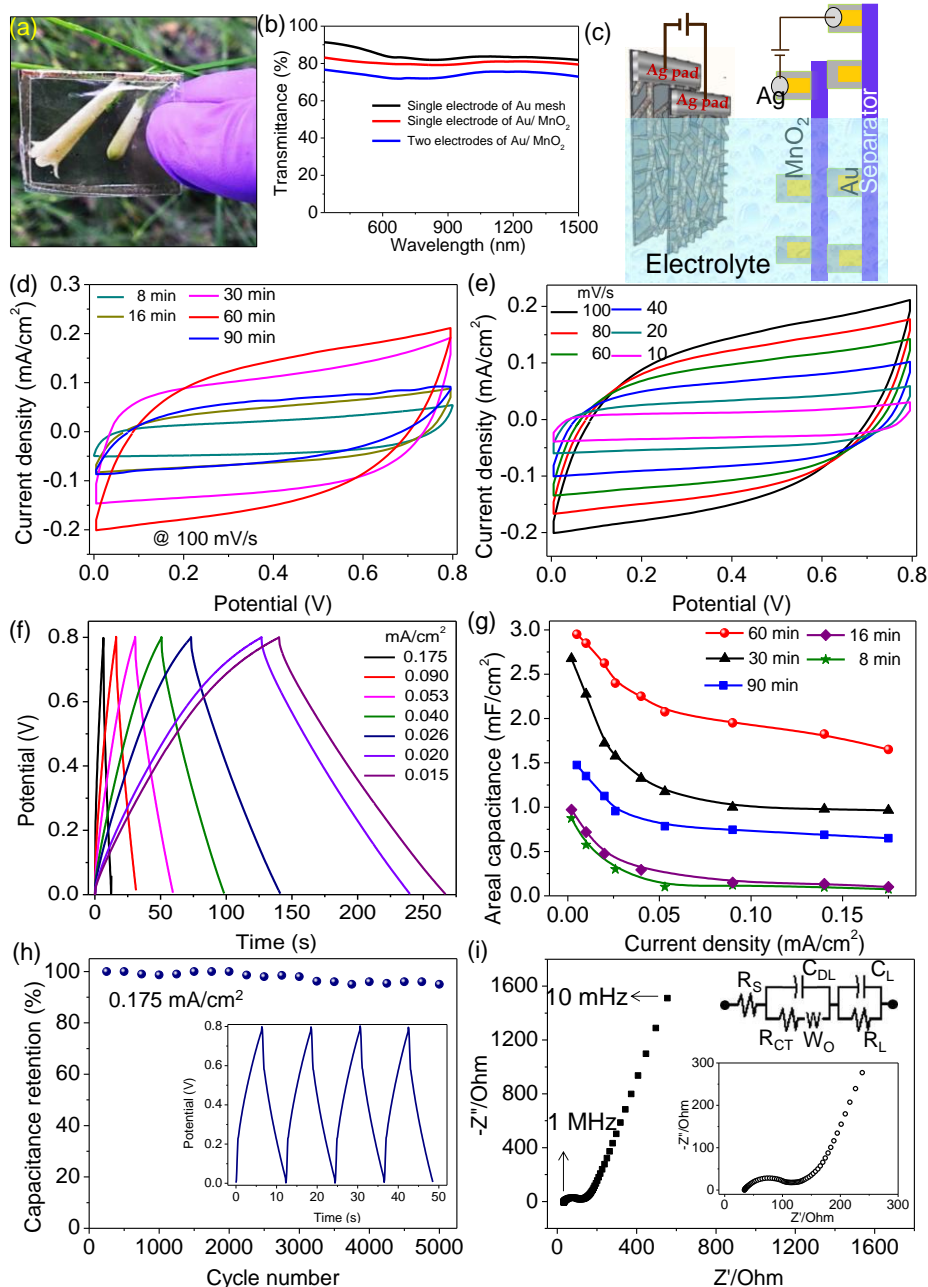 (a)
(b)
100
80
60
40
20
0
Transmittance (%)
Single electrode of Au mesh
Single electrode of Au/ MnO2
Two electrodes of Au/ MnO2
600 900 1200 1500
Wavelength (nm)
(c)
Ag pad
Ag pad
Ag
MnO2
Au
Separator
Electrolyte
(d)
0.3
0.2
0.1
0.0
-0.1
-0.2
Current density (mA/cm2)
8 min
16 min
30 min
60 min
90 min
@ 100 mV/s
0.0 0.2 0.4 0.6 0.8
Potential (V)
(e)
0.2
0.1
0.0
-0.1
-0.2
Current density (mA/cm2)
mV/s
100
80
60
40
20
10
0.0 0.2 0.4 0.6 0.8
Potential (V)
(f)
0.8
0.6
0.4
0.2
0.0
Potential (V)
mA/cm2
0.175
0.090
0.053
0.040
0.026
0.020
0.015
0 50 100 150 200 250
Time (s)
(g)
3.0
2.5
2.0
1.5
1.0
0.5
0.0
Areal capacitance (mF/cm2)
60 min
30 min
90 min
16 min
8 min
0.00 0.05 0.10 0.15
Current density (mA/cm2)
(h)
120
100
80
60
40
20
0
Capacitance retention (%)
0.175 mA/cm2
0.8
0.6
0.4
0.2
0.0
Potential (V)
0 10 20 30 40 50
Time (s)
0 1000 2000 3000 4000 5000
Cycle number
(i)
1600
1200
800
400
0
-Z"/Ohm
10 mHz
1 MHz
RS
CDL
CL
RCT
WO
RL
300
200
100
0
-Z"/Ohm
0 100 200 300
Z'/Ohm
0 400 800 1200 1600
Z'/Ohm